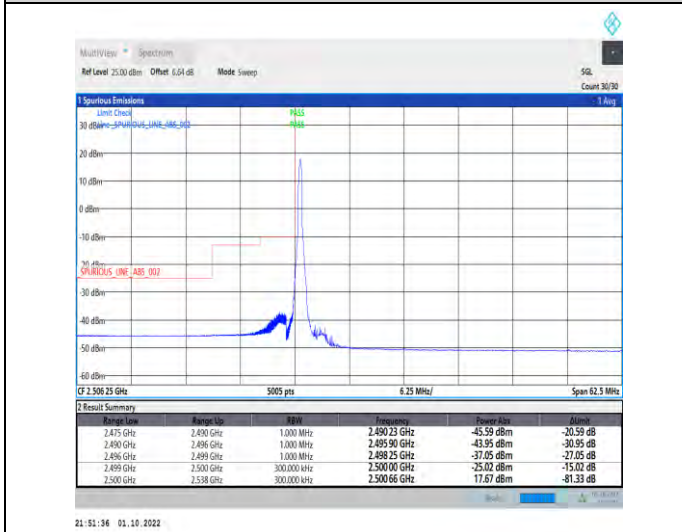 MultiView Spectrum
Ref Level 25.00 dBm Offset 6.64 dB Mode Sweep SGL
Count 30/30
1 Spurious Emissions 1 Avg
Limit Check PASS
30 dBm Line _SPURIOUS_LINE_ABS_002 PASS
20 dBm
10 dBm
0 dBm
-10 dBm
-20 dBm
SPURIOUS_LINE_ABS_002
-30 dBm
-40 dBm
-50 dBm
-60 dBm
CF 2.506 25 GHz 5005 pts 6.25 MHz/ Span 62.5 MHz
2 Result Summary
Range Low Range Up RBW Frequency Power Abs ΔLimit
2.475 GHz 2.490 GHz 1.000 MHz 2.490 23 GHz -45.59 dBm -20.59 dB
2.490 GHz 2.496 GHz 1.000 MHz 2.495 90 GHz -43.95 dBm -30.95 dB
2.496 GHz 2.499 GHz 1.000 MHz 2.498 25 GHz -37.05 dBm -27.05 dB
2.499 GHz 2.500 GHz 300.000 kHz 2.500 00 GHz -25.02 dBm -15.02 dB
2.500 GHz 2.538 GHz 300.000 kHz 2.500 66 GHz 17.67 dBm -81.33 dB
21:51:36 01.10.2022